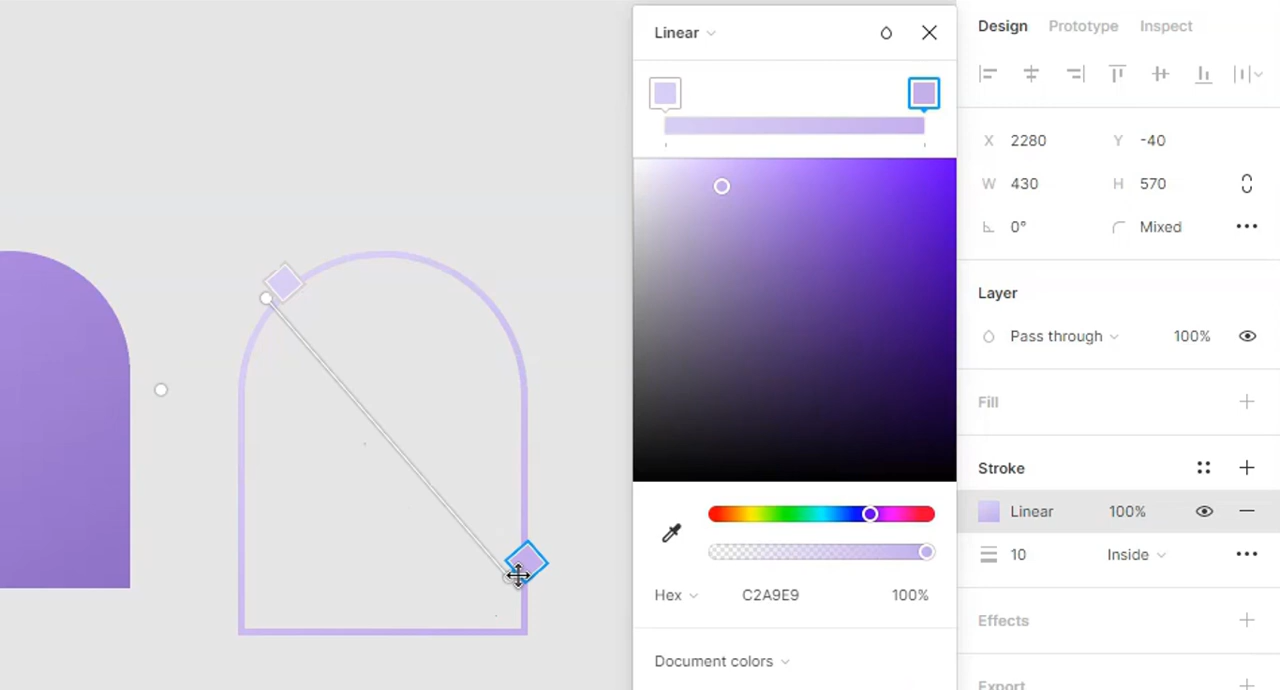 Linear
Hex C2A9E9 100%
Document colors
Design Prototype Inspect
X 2280 Y -40
W 430 H 570
0° Mixed
Layer
Pass through 100%
Fill
Stroke
Linear 100%
10 Inside
Effects
Export